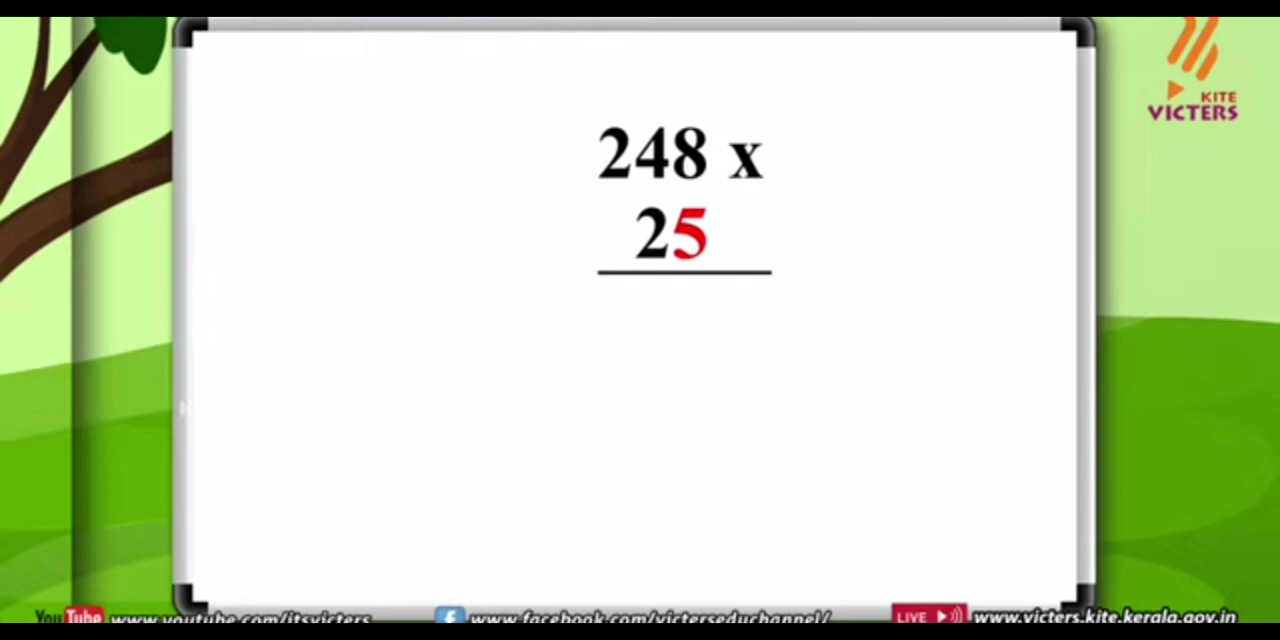 KITE
VICTERS
248 x
25
YouTube www.youtube.com/itsvicters f www.facebook.com/victerseduchannel/ LIVE www.victers.kite.kerala.gov.in